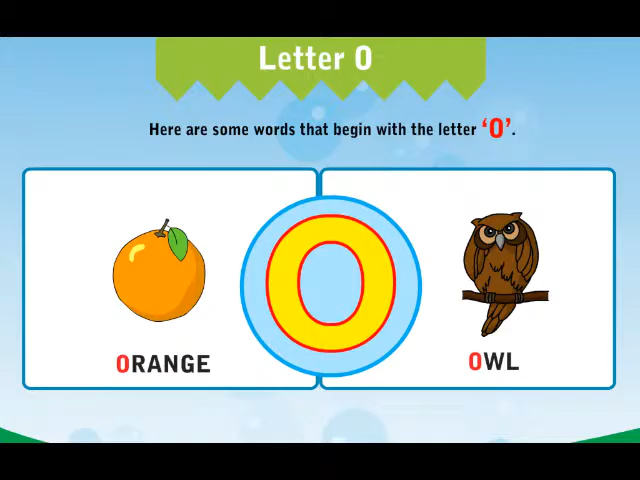 Letter O
Here are some words that begin with the letter ‘O’.
O
ORANGE
OWL